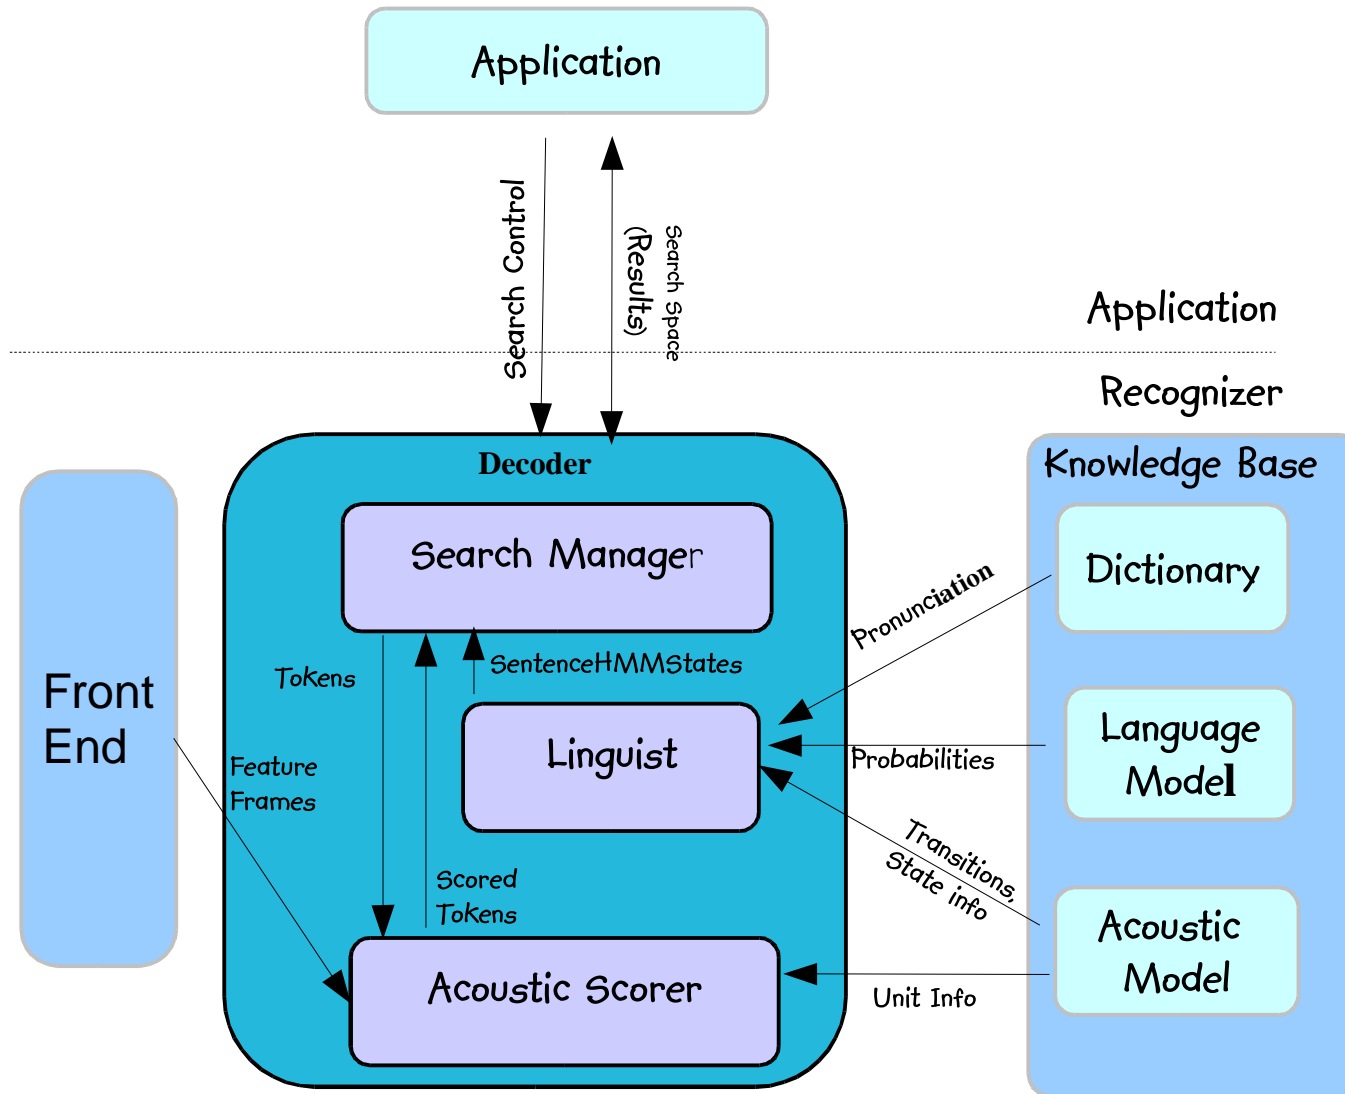 Application
Search Control
Search Space
(Results)
Application
Recognizer
Decoder
Knowledge Base
Search Manager
Dictionary
Pronunciation
Tokens
SentenceHMMStates
Front
End
Linguist
Language
Model
Probabilities
Feature
Frames
Transitions,
State info
Scored
Tokens
Acoustic
Model
Acoustic Scorer
Unit Info